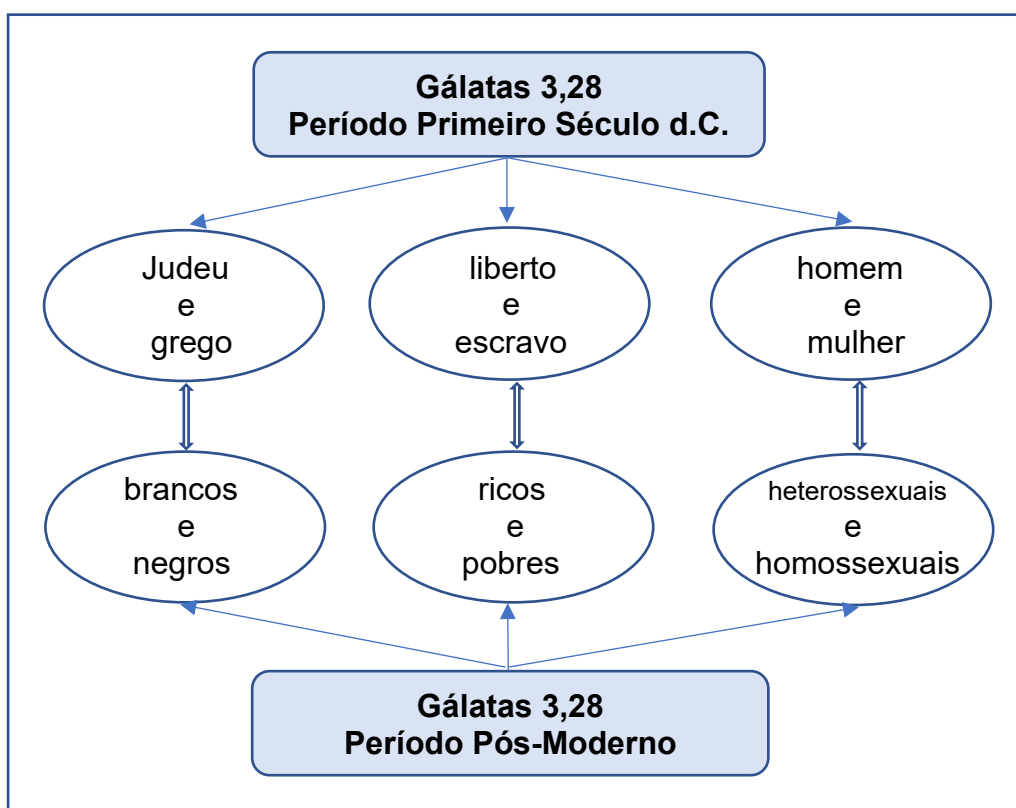 Gálatas 3,28
Período Primeiro Século d.C.
Judeu
e
grego
liberto
e
escravo
homem
e
mulher
brancos
e
negros
ricos
e
pobres
heterossexuais
e
homossexuais
Gálatas 3,28
Período Pós-Moderno